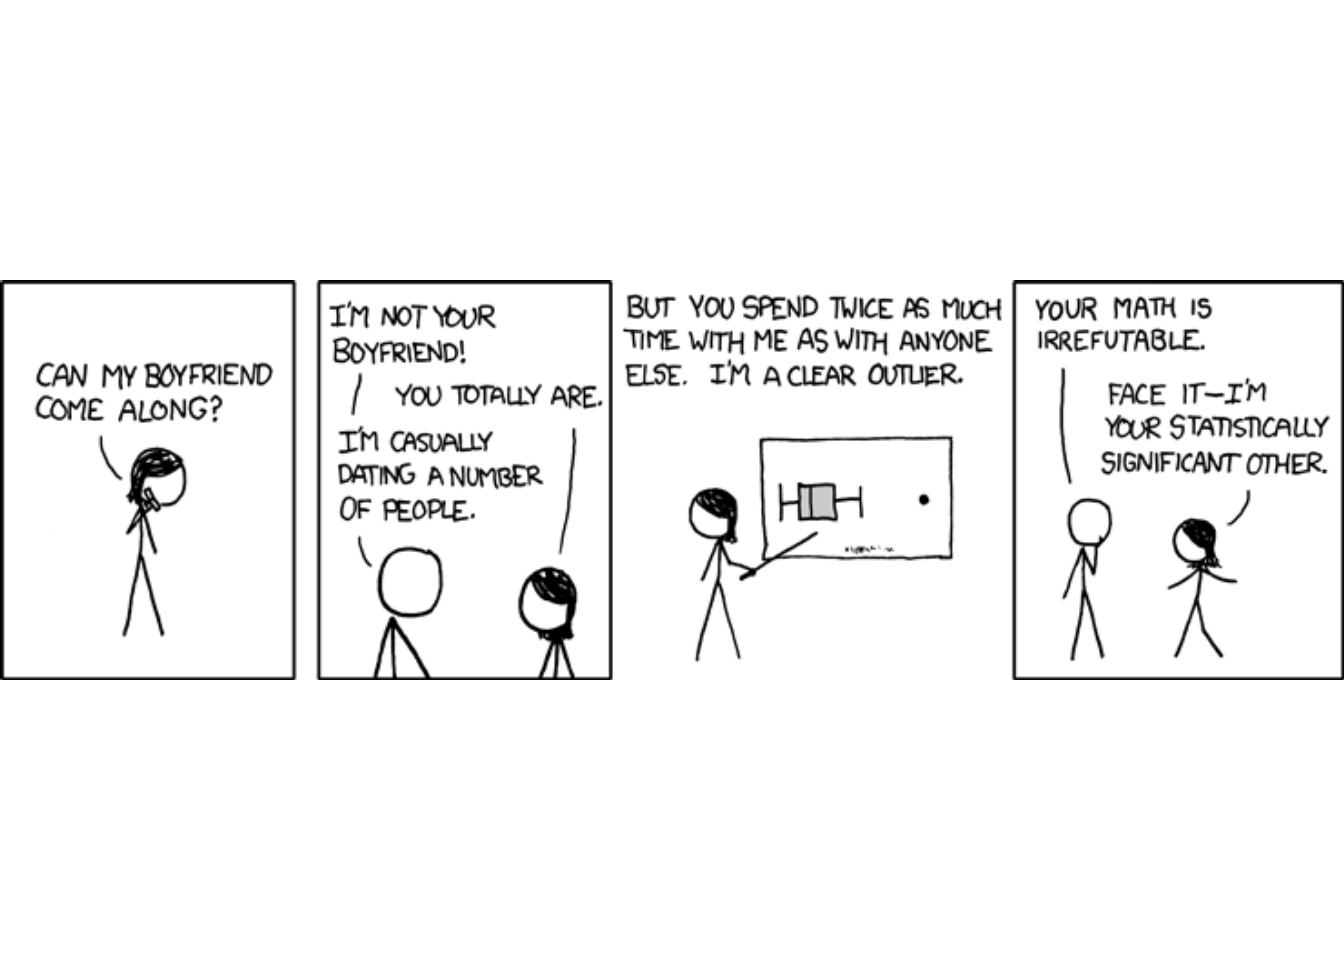 CAN MY BOYFRIEND
COME ALONG?
I'M NOT YOUR
BOYFRIEND!
YOU TOTALLY ARE.
I'M CASUALLY
DATING A NUMBER
OF PEOPLE.
BUT YOU SPEND TWICE AS MUCH
TIME WITH ME AS WITH ANYONE
ELSE. I'M A CLEAR OUTLIER.
YOUR MATH IS
IRREFUTABLE.
FACE IT—I'M
YOUR STATISTICALLY
SIGNIFICANT OTHER.